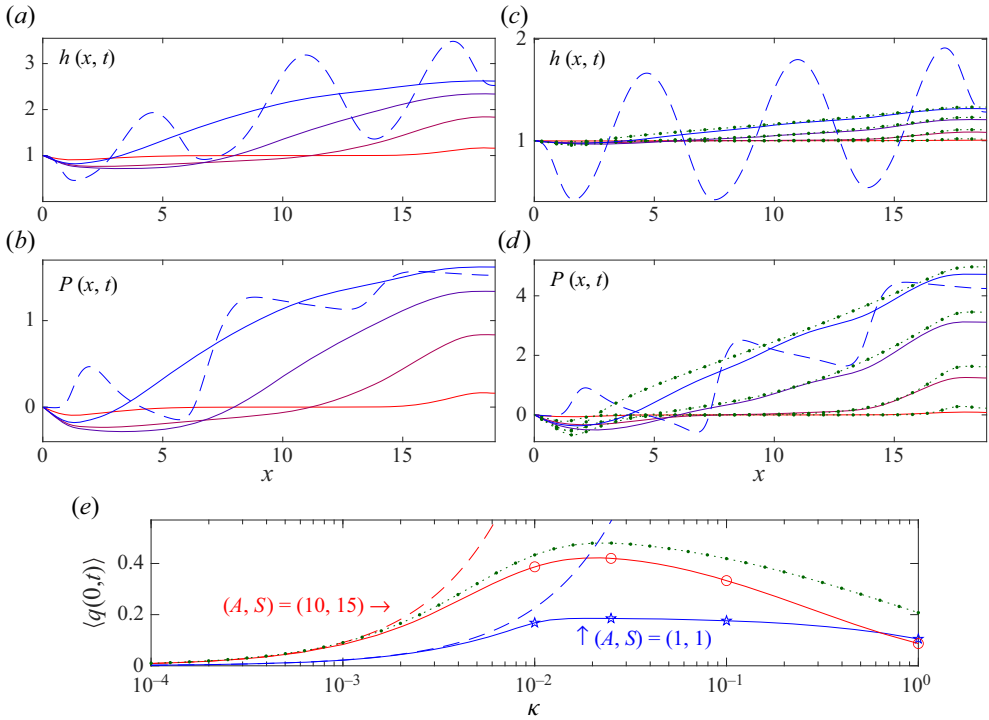 (a)
h (x, t)
3
2
1
0 5 10 15
(b)
P (x, t)
1
0
0 5 10 15
x
(c)
2
h (x, t)
1
0 5 10 15
(d)
P (x, t)
4
2
0
0 5 10 15
x
(e)
⟨q(0,t)⟩
0.4
0.2
0
(A, S) = (10, 15) →
↑ (A, S) = (1, 1)
10⁻⁴ 10⁻³ 10⁻² 10⁻¹ 10⁰
κ